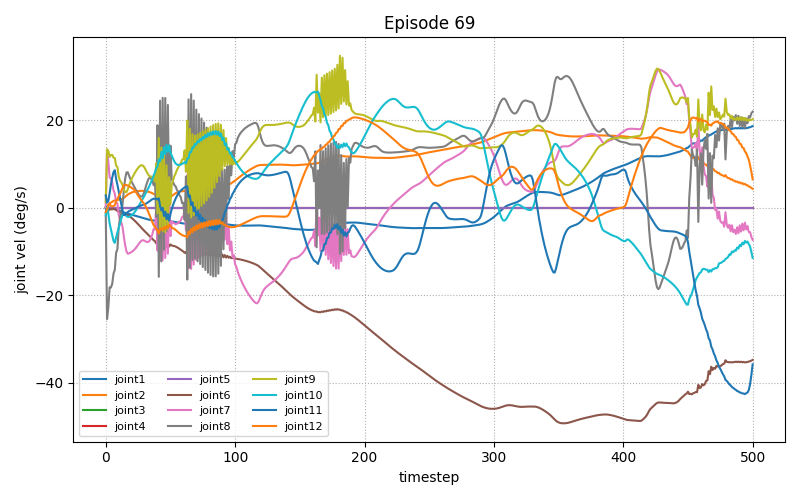 Episode 69
joint vel (deg/s)
20
0
−20
−40
joint1 joint5 joint9
joint2 joint6 joint10
joint3 joint7 joint11
joint4 joint8 joint12
0 100 200 300 400 500
timestep